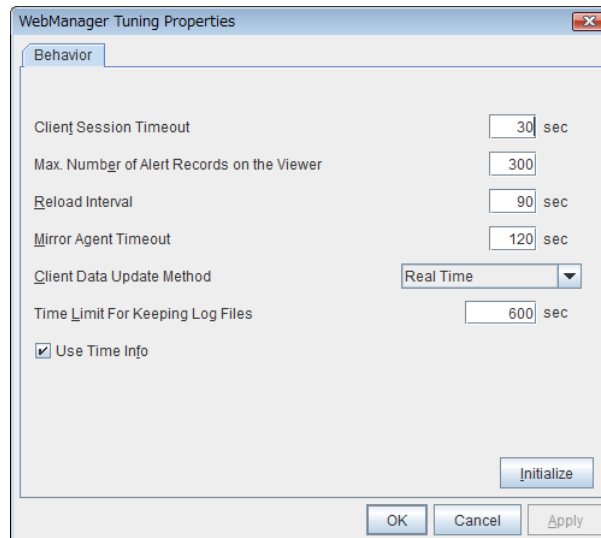 WebManager Tuning Properties
Behavior
Client Session Timeout 30 sec
Max. Number of Alert Records on the Viewer 300
Reload Interval 90 sec
Mirror Agent Timeout 120 sec
Client Data Update Method Real Time
Time Limit For Keeping Log Files 600 sec
Use Time Info
Initialize
OK Cancel Apply